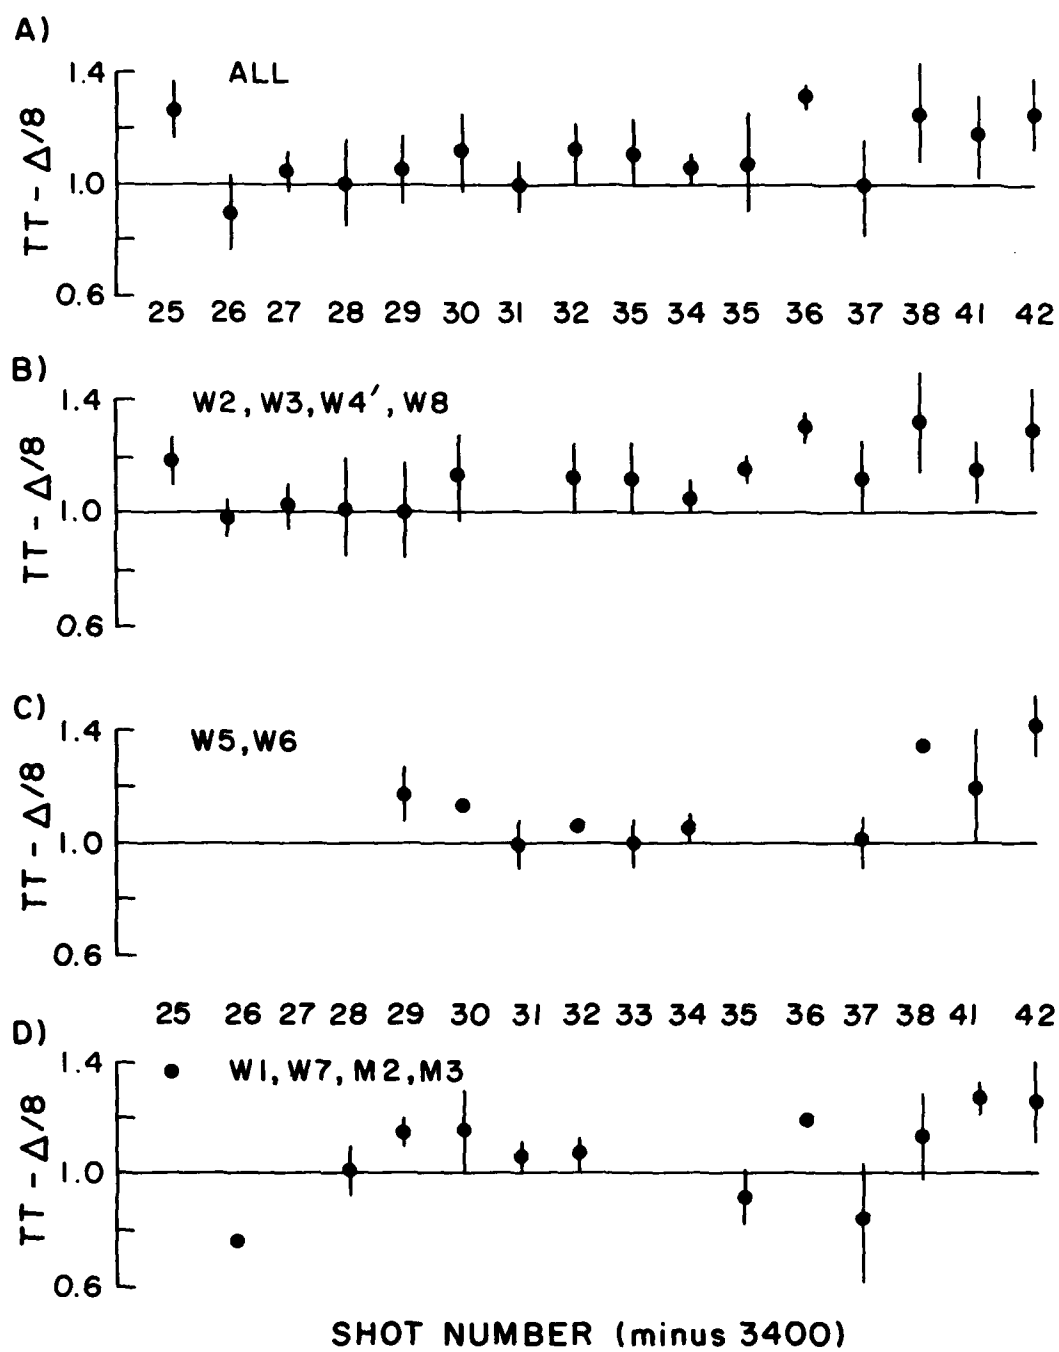 A)
ALL
1.4
1.0
0.6
TT - Δ/8
25 26 27 28 29 30 31 32 35 34 35 36 37 38 41 42
B)
W2, W3, W4′, W8
1.4
1.0
0.6
TT - Δ/8
C)
W5, W6
1.4
1.0
0.6
TT - Δ/8
25 26 27 28 29 30 31 32 33 34 35 36 37 38 41 42
D)
W1, W7, M2, M3
1.4
1.0
0.6
TT - Δ/8
SHOT NUMBER (minus 3400)